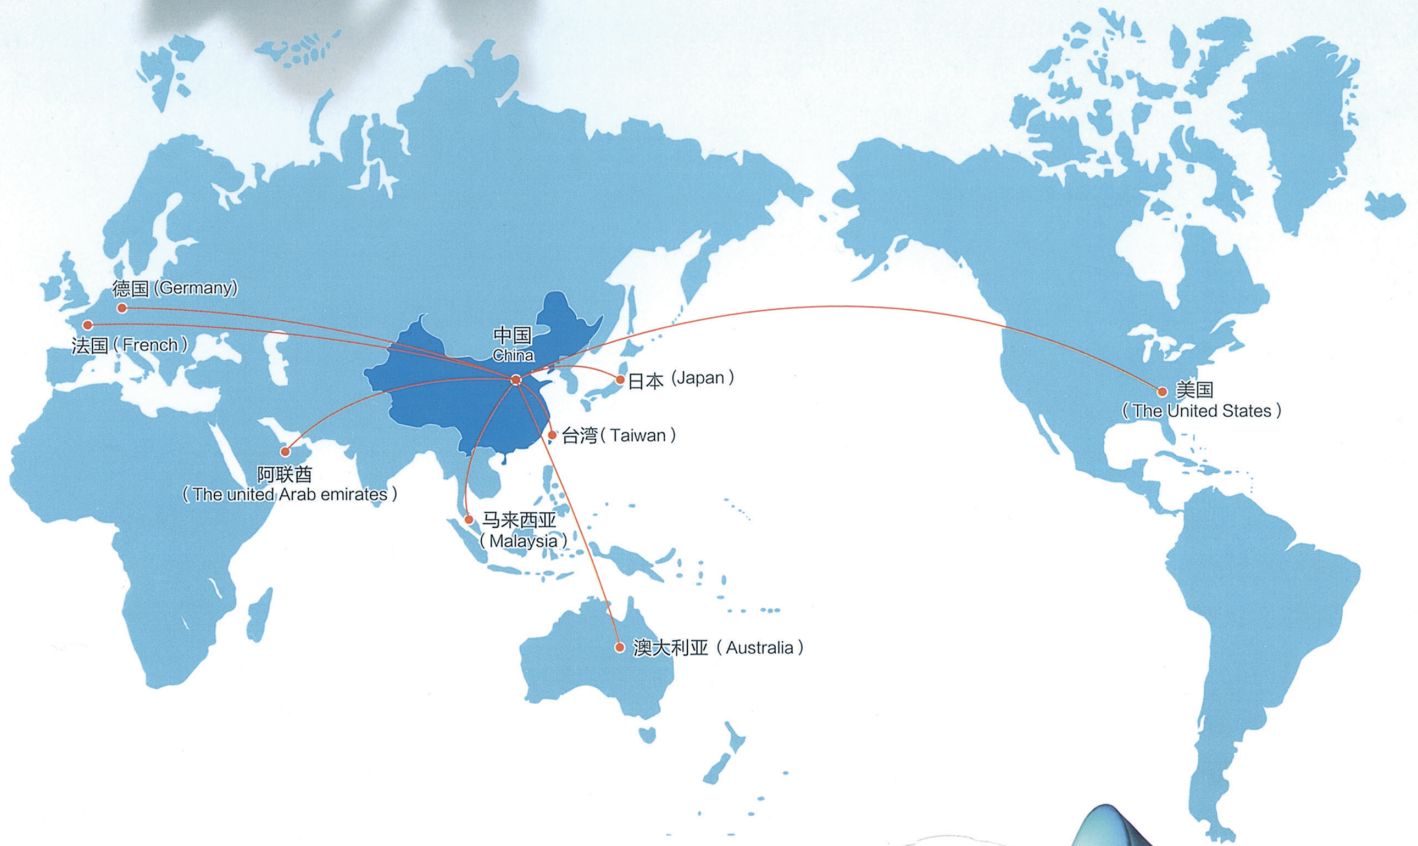 德国 (Germany)
法国 ( French )
中国
China
日本 (Japan )
美国
( The United States )
台湾( Taiwan )
阿联酋
( The united Arab emirates )
马来西亚
( Malaysia )
澳大利亚 ( Australia )